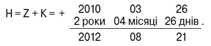 2010 03 26
H = Z + K = + 2 роки 04 місяці 26 днів .
2012 08 21